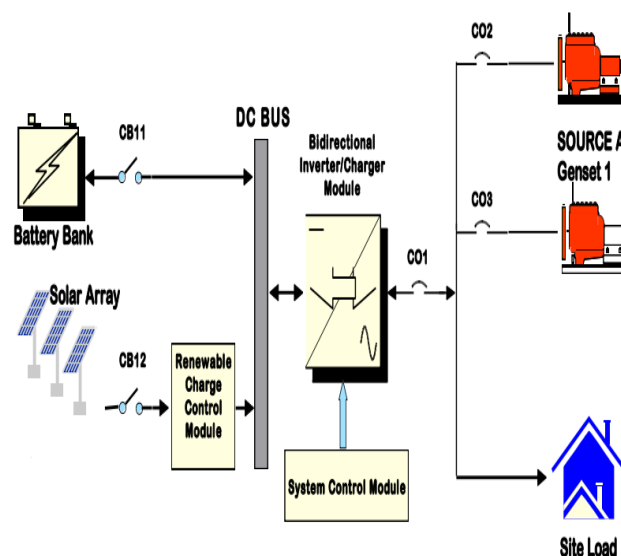 CO2
DC BUS
CB11
Bidirectional
Inverter/Charger
Module
SOURCE A
Genset 1
Battery Bank
CO3
CO1
Solar Array
CB12
Renewable
Charge
Control
Module
System Control Module
Site Load